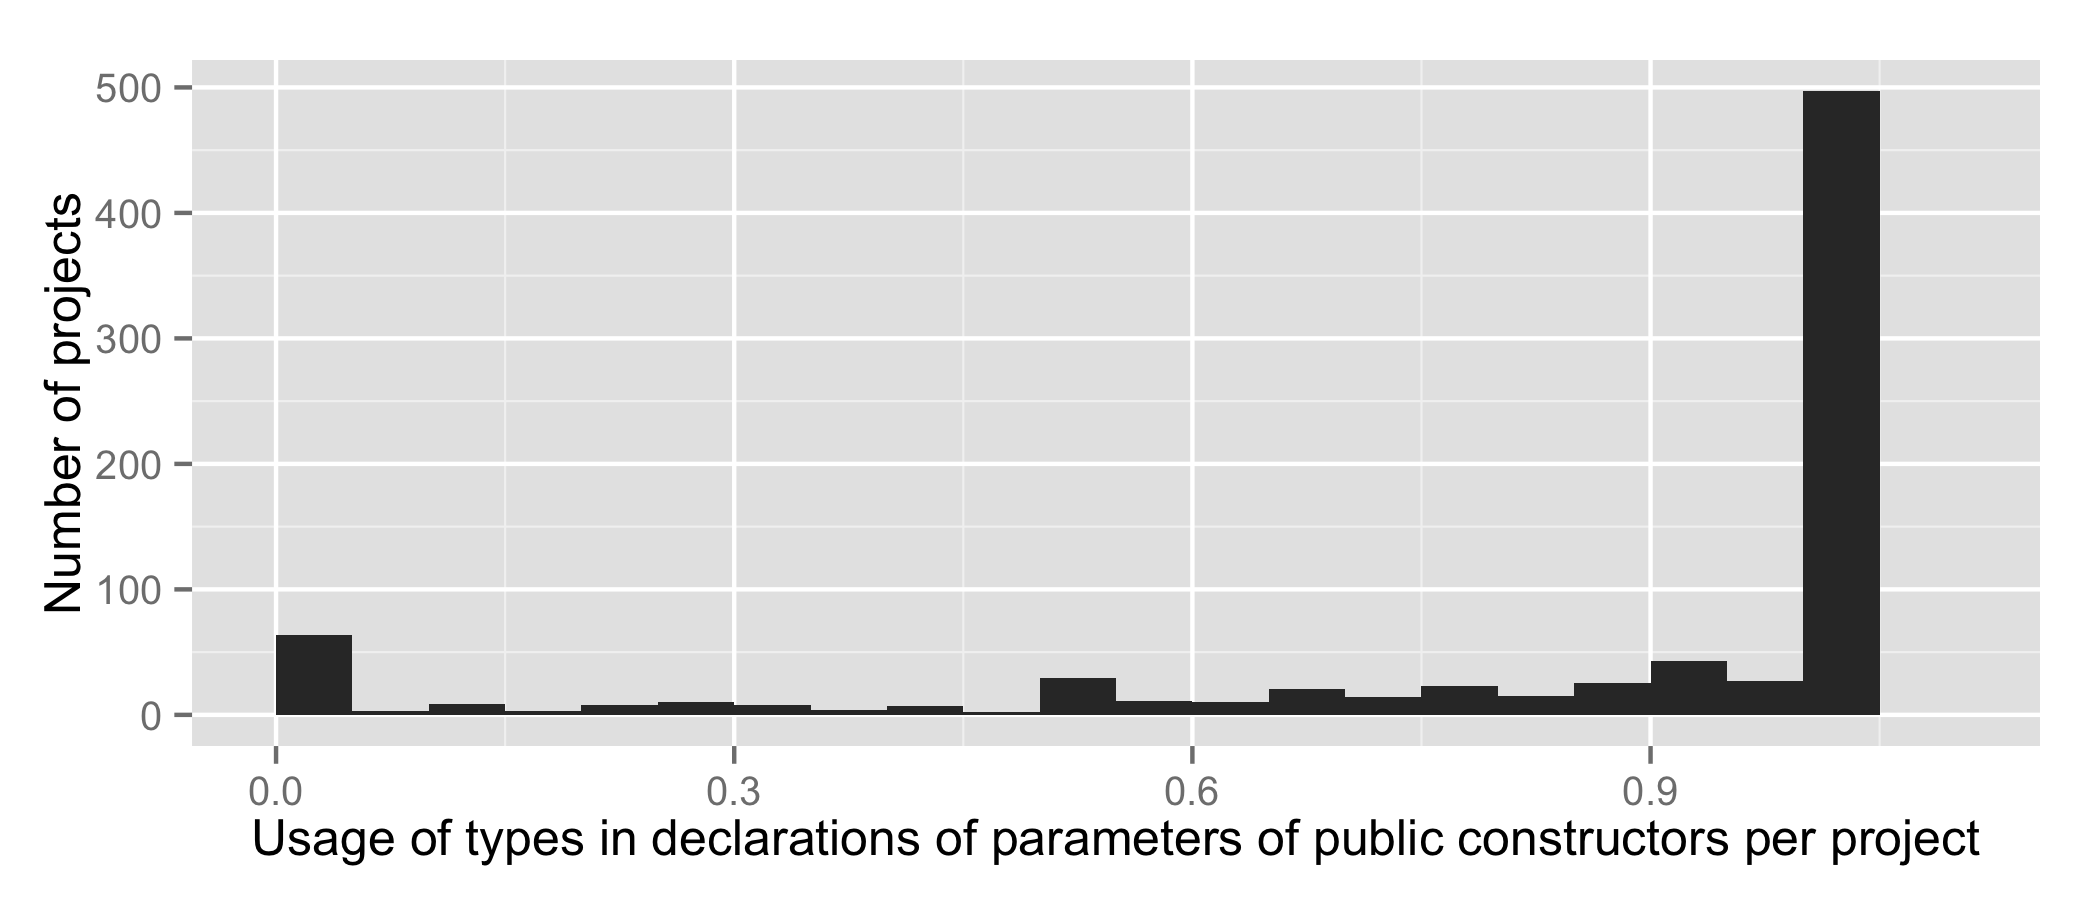 Number of projects
500
400
300
200
100
0
0.0 0.3 0.6 0.9
Usage of types in declarations of parameters of public constructors per project